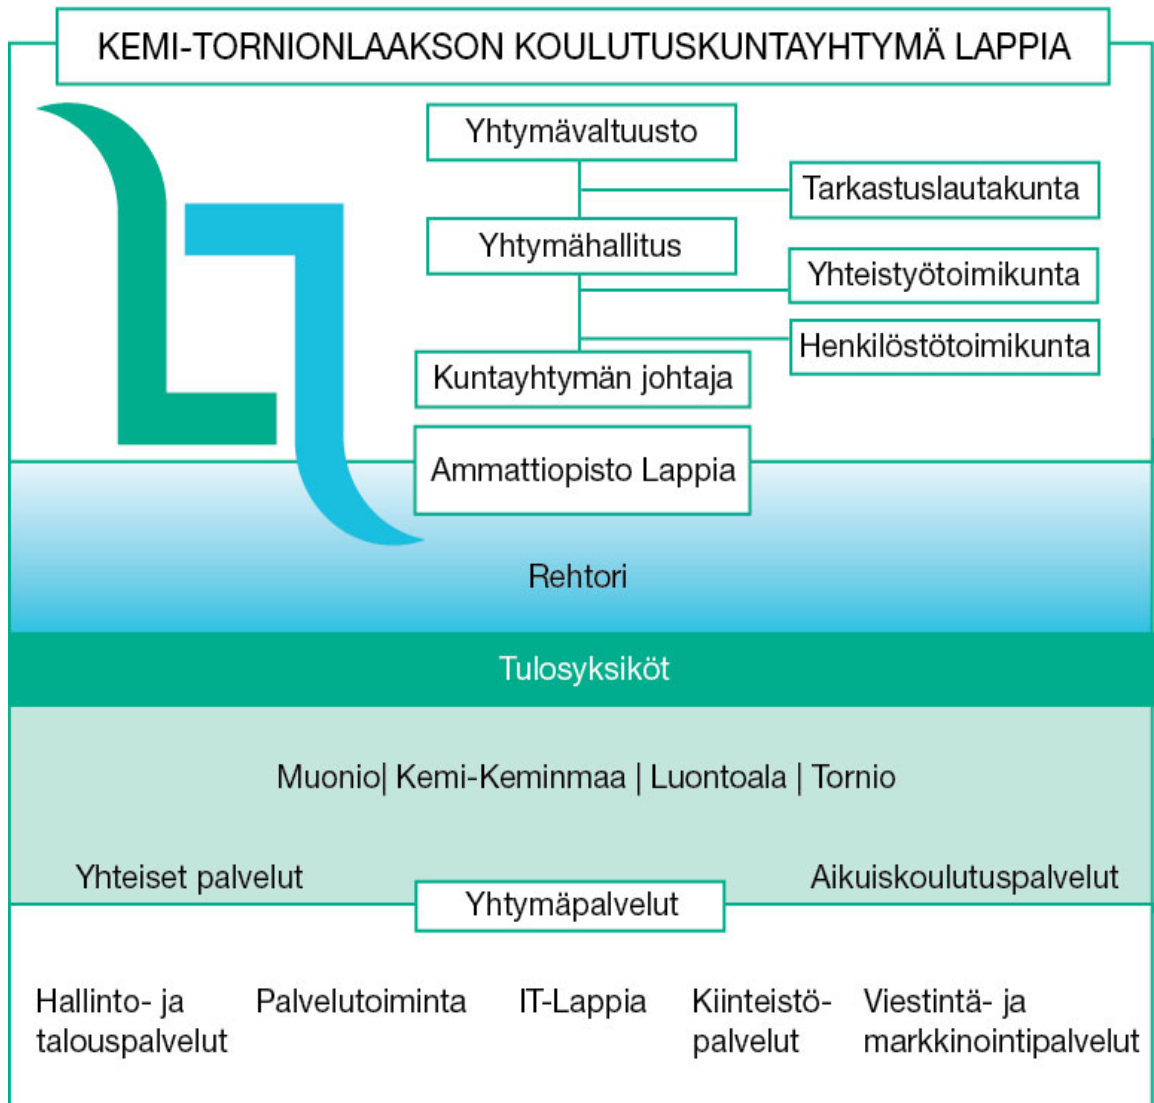 KEMI-TORNIONLAAKSON KOULUTUSKUNTAYHTYMÄ LAPPIA
Yhtymävaltuusto
Tarkastuslautakunta
Yhtymähallitus
Yhteistyötoimikunta
Henkilöstötoimikunta
Kuntayhtymän johtaja
Ammattiopisto Lappia
Rehtori
Tulosyksiköt
Muonio| Kemi-Keminmaa | Luontoala | Tornio
Yhteiset palvelut
Aikuiskoulutuspalvelut
Yhtymäpalvelut
Hallinto- ja
talouspalvelut
Palvelutoiminta
IT-Lappia
Kiinteistö-
palvelut
Viestintä- ja
markkinointipalvelut